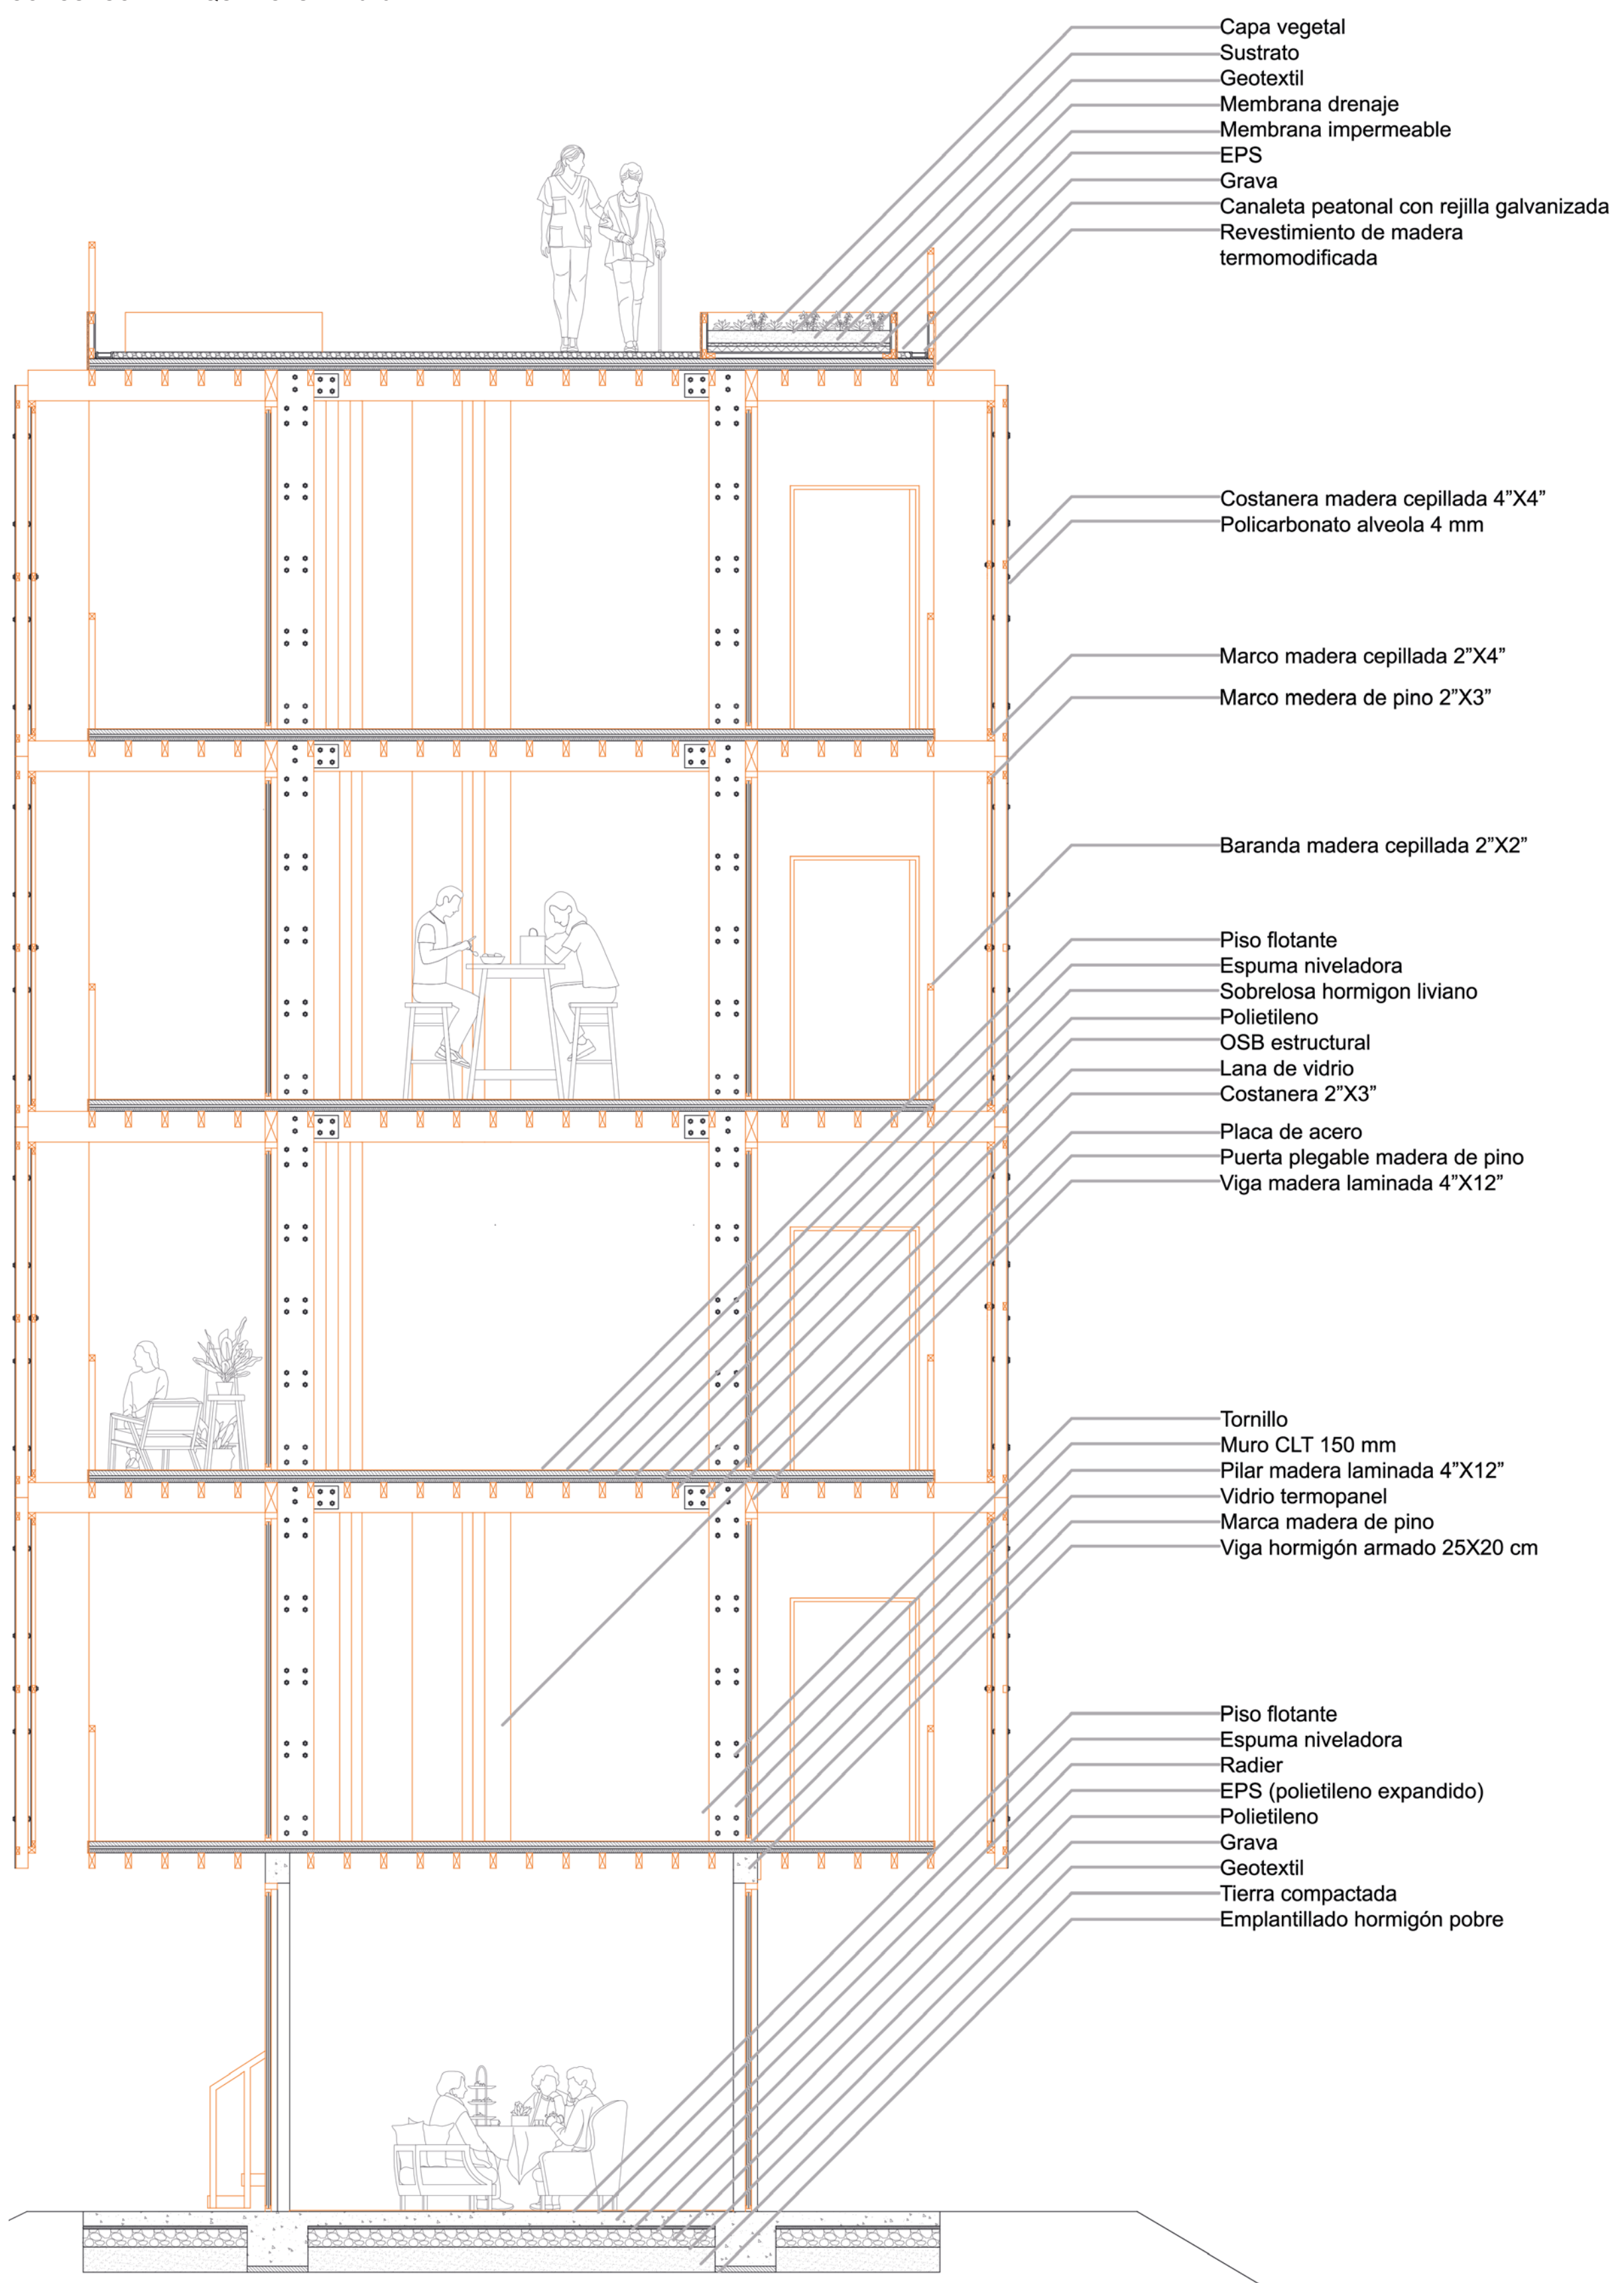 Capa vegetal
Sustrato
Geotextil
Membrana drenaje
Membrana impermeable
EPS
Grava
Canaleta peatonal con rejilla galvanizada
Revestimiento de madera
termomodificada
Costanera madera cepillada 4”X4”
Policarbonato alveola 4 mm
Marco madera cepillada 2”X4”
Marco medera de pino 2”X3”
Baranda madera cepillada 2”X2”
Piso flotante
Espuma niveladora
Sobrelosa hormigon liviano
Polietileno
OSB estructural
Lana de vidrio
Costanera 2”X3”
Placa de acero
Puerta plegable madera de pino
Viga madera laminada 4”X12”
Tornillo
Muro CLT 150 mm
Pilar madera laminada 4”X12”
Vidrio termopanel
Marca madera de pino
Viga hormigón armado 25X20 cm
Piso flotante
Espuma niveladora
Radier
EPS (polietileno expandido)
Polietileno
Grava
Geotextil
Tierra compactada
Emplantillado hormigón pobre